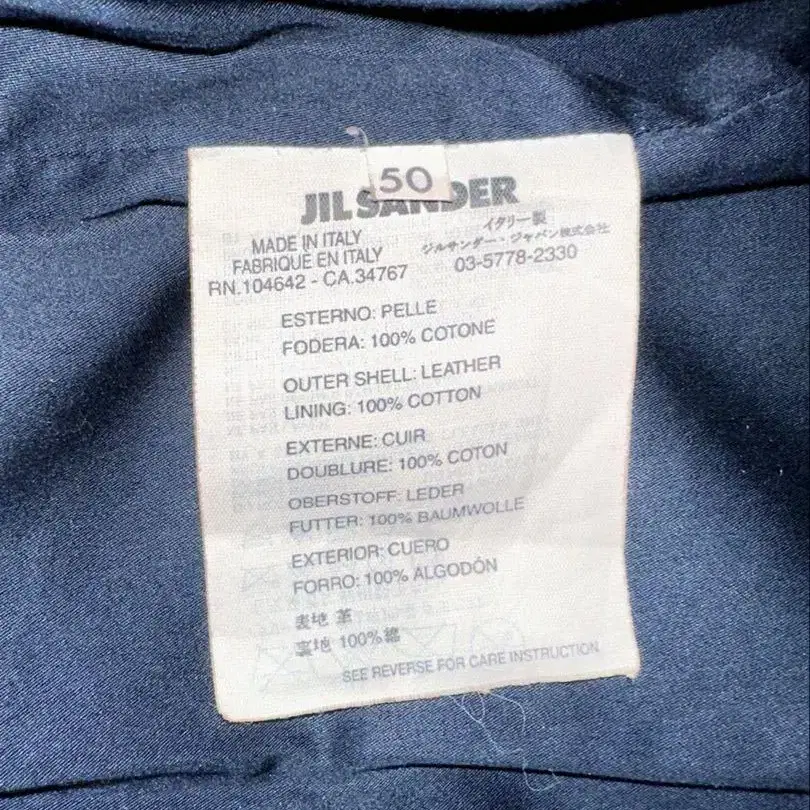 50
JIL SANDER
MADE IN ITALY
FABRIQUÉ EN ITALY
RN.104642 - CA.34767
イタリー製
ジルサンダー・ジャパン株式会社
03-5778-2330
ESTERNO: PELLE
FODERA: 100% COTONE
OUTER SHELL: LEATHER
LINING: 100% COTTON
EXTERNE: CUIR
DOUBLURE: 100% COTON
OBERSTOFF: LEDER
FUTTER: 100% BAUMWOLLE
EXTERIOR: CUERO
FORRO: 100% ALGODÓN
表地 革
裏地 100%綿
SEE REVERSE FOR CARE INSTRUCTION